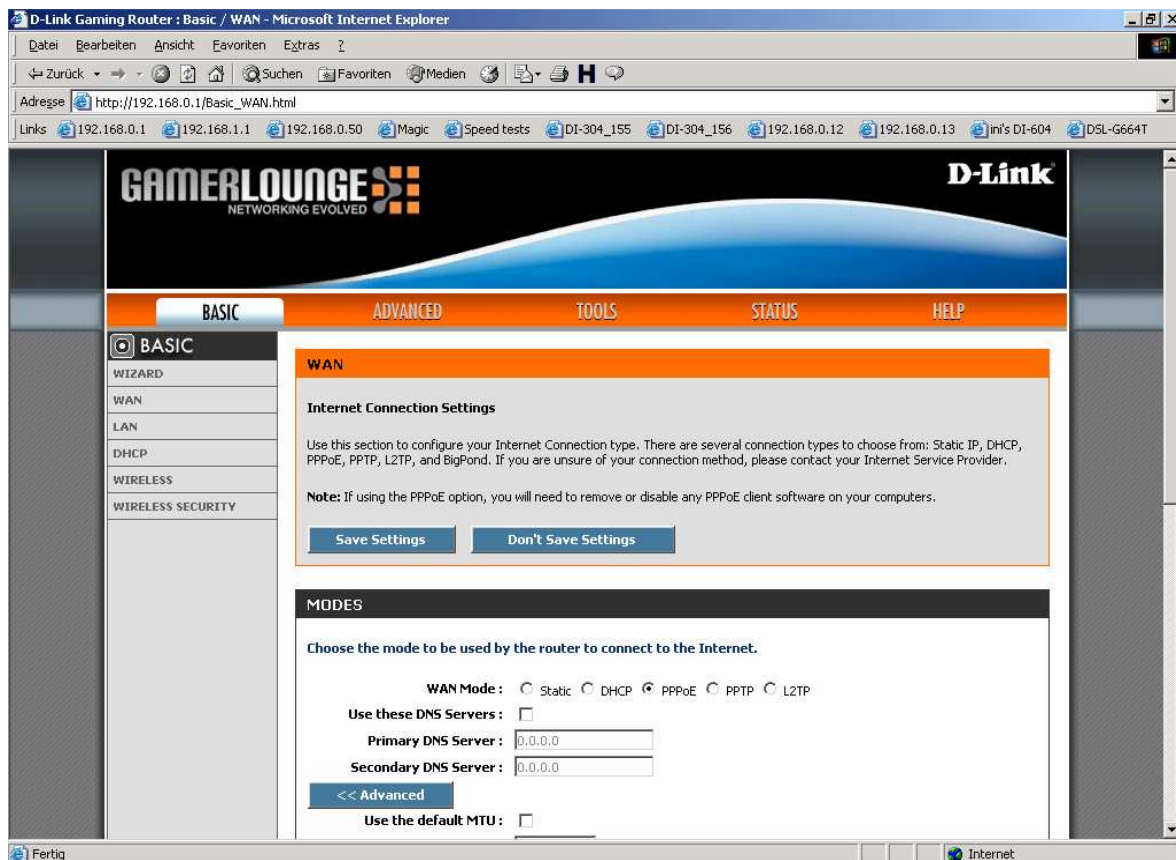 D-Link Gaming Router : Basic / WAN - Microsoft Internet Explorer
Datei Bearbeiten Ansicht Favoriten Extras ?
Zurück Suchen Favoriten Medien H
Adresse http://192.168.0.1/Basic_WAN.html
Links 192.168.0.1 192.168.1.1 192.168.0.50 Magic Speed tests DI-304_155 DI-304_156 192.168.0.12 192.168.0.13 ini's DI-604 DSL-G664T
GAMERLOUNGE
NETWORKING EVOLVED
D-Link
BASIC ADVANCED TOOLS STATUS HELP
BASIC
WIZARD
WAN
LAN
DHCP
WIRELESS
WIRELESS SECURITY
WAN
Internet Connection Settings
Use this section to configure your Internet Connection type. There are several connection types to choose from: Static IP, DHCP,
PPPoE, PPTP, L2TP, and BigPond. If you are unsure of your connection method, please contact your Internet Service Provider.
Note: If using the PPPoE option, you will need to remove or disable any PPPoE client software on your computers.
Save Settings Don't Save Settings
MODES
Choose the mode to be used by the router to connect to the Internet.
WAN Mode : Static DHCP PPPoE PPTP L2TP
Use these DNS Servers :
Primary DNS Server : 0.0.0.0
Secondary DNS Server : 0.0.0.0
<< Advanced
Use the default MTU :
Fertig Internet